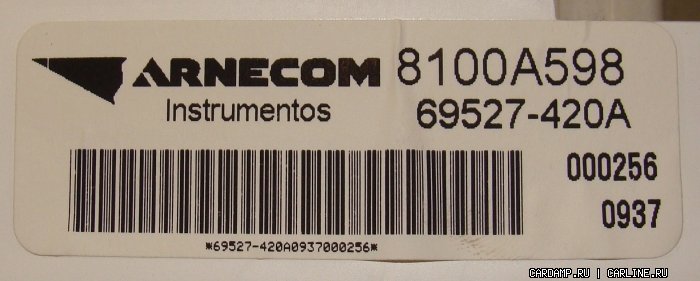 ARNECOM 8100A598
Instrumentos 69527-420A
000256
0937
*69527-420A0937000256*
CARDAMP.RU | CARLINE.RU